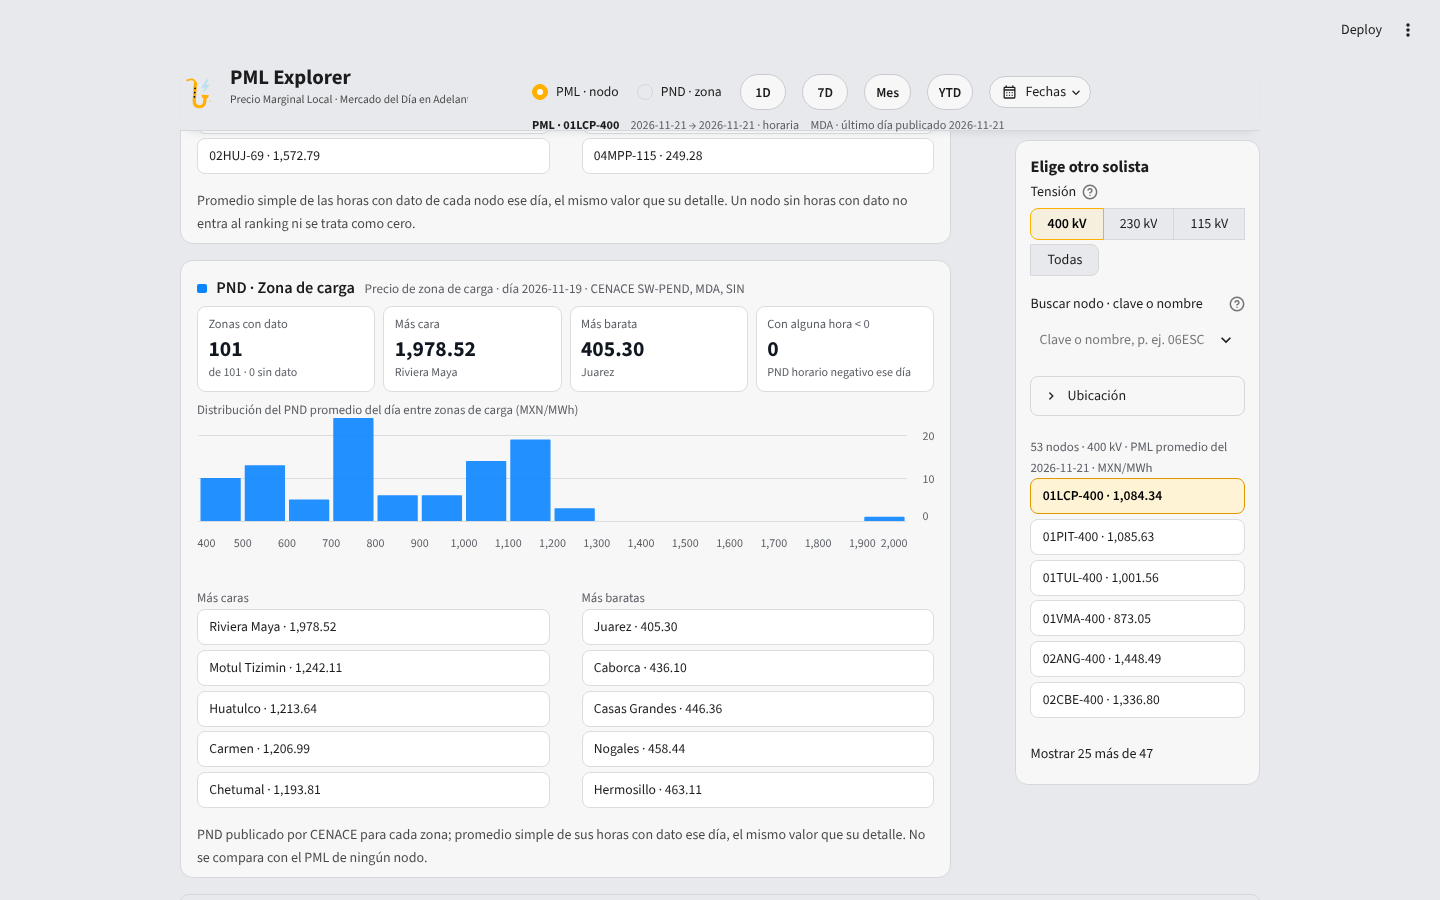 Deploy
PML Explorer
Precio Marginal Local · Mercado del Día en Adelan
PML · nodo
PND · zona
1D
7D
Mes
YTD
Fechas
PML · 01LCP-400 2026-11-21 → 2026-11-21 · horaria MDA · último día publicado 2026-11-21
02HUJ-69 · 1,572.79
04MPP-115 · 249.28
Promedio simple de las horas con dato de cada nodo ese día, el mismo valor que su detalle. Un nodo sin horas con dato no
entra al ranking ni se trata como cero.
PND · Zona de carga Precio de zona de carga · día 2026-11-19 · CENACE SW-PEND, MDA, SIN
Zonas con dato
101
de 101 · 0 sin dato
Más cara
1,978.52
Riviera Maya
Más barata
405.30
Juarez
Con alguna hora < 0
0
PND horario negativo ese día
Distribución del PND promedio del día entre zonas de carga (MXN/MWh)
20
10
0
400 500 600 700 800 900 1,000 1,100 1,200 1,300 1,400 1,500 1,600 1,700 1,800 1,900 2,000
Más caras
Riviera Maya · 1,978.52
Motul Tizimin · 1,242.11
Huatulco · 1,213.64
Carmen · 1,206.99
Chetumal · 1,193.81
Más baratas
Juarez · 405.30
Caborca · 436.10
Casas Grandes · 446.36
Nogales · 458.44
Hermosillo · 463.11
PND publicado por CENACE para cada zona; promedio simple de sus horas con dato ese día, el mismo valor que su detalle. No
se compara con el PML de ningún nodo.
Elige otro solista
Tensión
400 kV
230 kV
115 kV
Todas
Buscar nodo · clave o nombre
Clave o nombre, p. ej. 06ESC
Ubicación
53 nodos · 400 kV · PML promedio del
2026-11-21 · MXN/MWh
01LCP-400 · 1,084.34
01PIT-400 · 1,085.63
01TUL-400 · 1,001.56
01VMA-400 · 873.05
02ANG-400 · 1,448.49
02CBE-400 · 1,336.80
Mostrar 25 más de 47